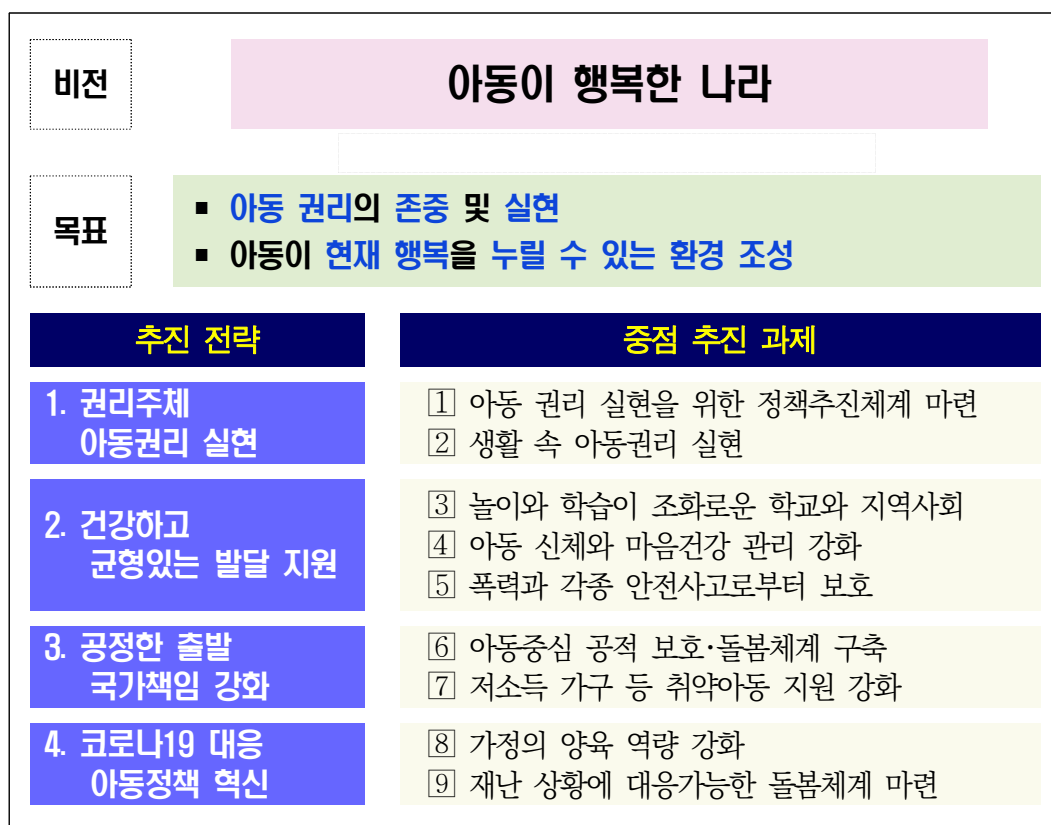 비전
아동이 행복한 나라
목표
▪ 아동 권리의 존중 및 실현
▪ 아동이 현재 행복을 누릴 수 있는 환경 조성
추진 전략
중점 추진 과제
1. 권리주체
아동권리 실현
1 아동 권리 실현을 위한 정책추진체계 마련
2 생활 속 아동권리 실현
2. 건강하고
균형있는 발달 지원
3 놀이와 학습이 조화로운 학교와 지역사회
4 아동 신체와 마음건강 관리 강화
5 폭력과 각종 안전사고로부터 보호
3. 공정한 출발
국가책임 강화
6 아동중심 공적 보호·돌봄체계 구축
7 저소득 가구 등 취약아동 지원 강화
4. 코로나19 대응
아동정책 혁신
8 가정의 양육 역량 강화
9 재난 상황에 대응가능한 돌봄체계 마련